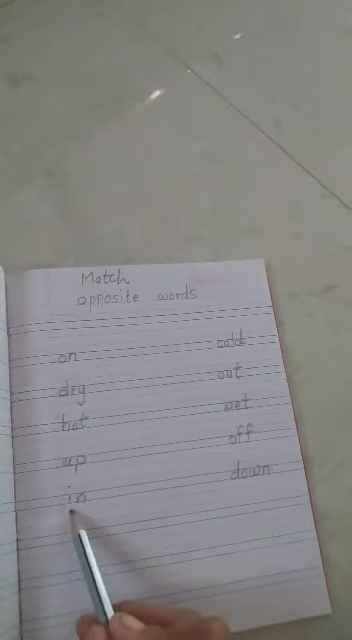 Match
opposite words
on cold
dry out
hot wet
up off
in down